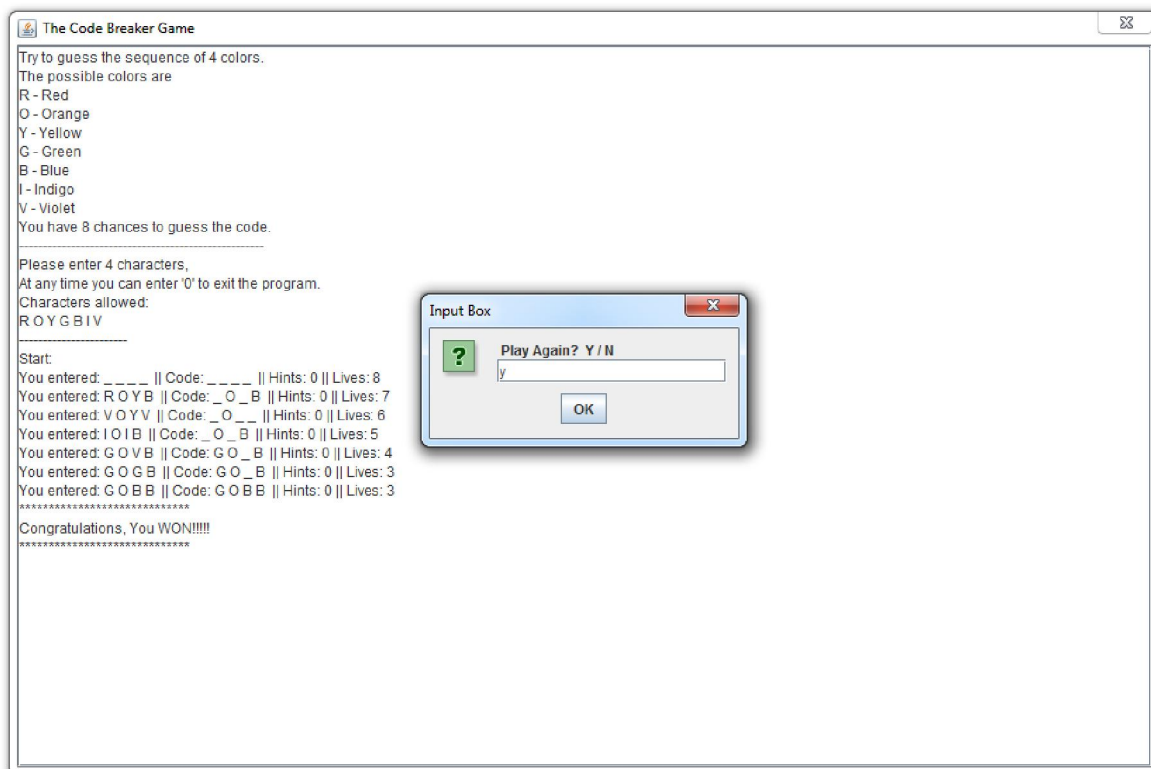 The Code Breaker Game
Try to guess the sequence of 4 colors.
The possible colors are
R - Red
O - Orange
Y - Yellow
G - Green
B - Blue
I - Indigo
V - Violet
You have 8 chances to guess the code.
----------------------------------------------------
Please enter 4 characters,
At any time you can enter '0' to exit the program.
Characters allowed:
R O Y G B I V
-----------------------
Start:
You entered: _ _ _ _ || Code: _ _ _ _ || Hints: 0 || Lives: 8
You entered: R O Y B || Code: _ O _ B || Hints: 0 || Lives: 7
You entered: V O Y V || Code: _ O _ _ || Hints: 0 || Lives: 6
You entered: I O I B || Code: _ O _ B || Hints: 0 || Lives: 5
You entered: G O V B || Code: G O _ B || Hints: 0 || Lives: 4
You entered: G O G B || Code: G O _ B || Hints: 0 || Lives: 3
You entered: G O B B || Code: G O B B || Hints: 0 || Lives: 3
*****************************
Congratulations, You WON!!!!!
*****************************
Input Box
?
Play Again? Y / N
y
OK